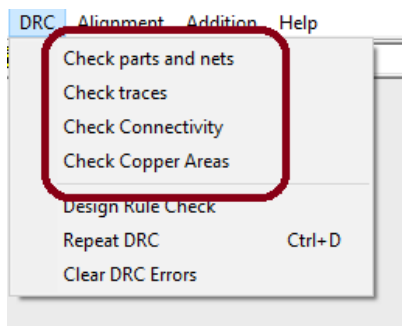 DRC Alignment Addition Help
Check parts and nets
Check traces
Check Connectivity
Check Copper Areas
Design Rule Check
Repeat DRC Ctrl+D
Clear DRC Errors